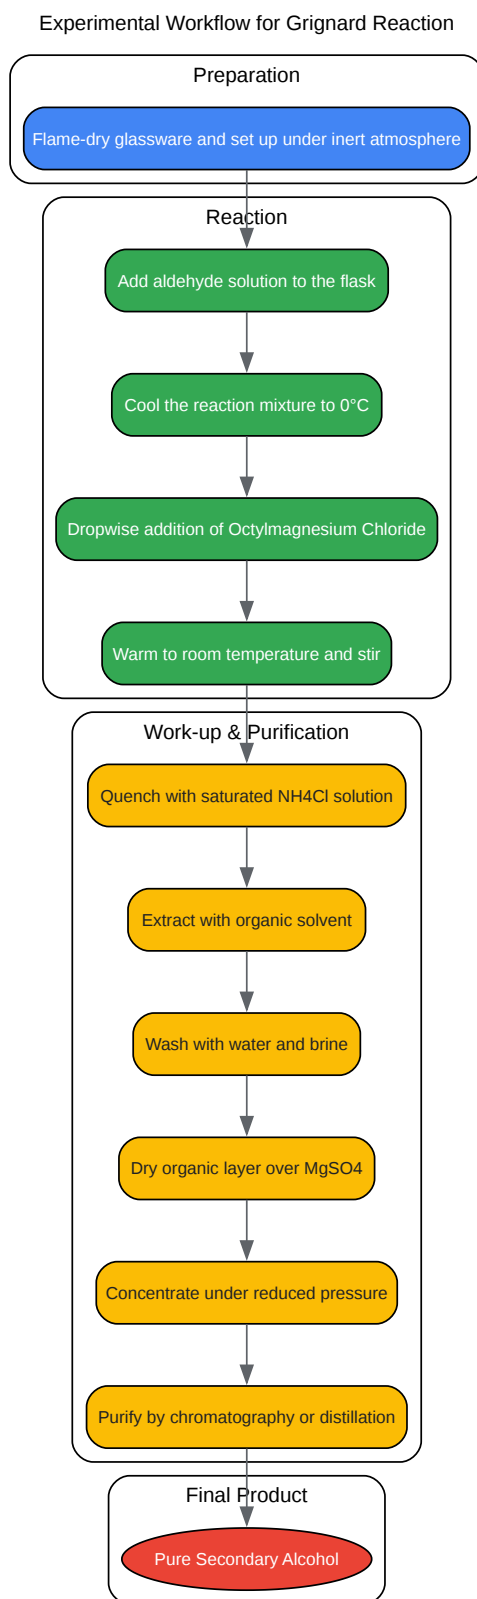 Experimental Workflow for Grignard Reaction
Preparation
Flame-dry glassware and set up under inert atmosphere
Reaction
Add aldehyde solution to the flask
Cool the reaction mixture to 0°C
Dropwise addition of Octylmagnesium Chloride
Warm to room temperature and stir
Work-up & Purification
Quench with saturated NH4Cl solution
Extract with organic solvent
Wash with water and brine
Dry organic layer over MgSO4
Concentrate under reduced pressure
Purify by chromatography or distillation
Final Product
Pure Secondary Alcohol